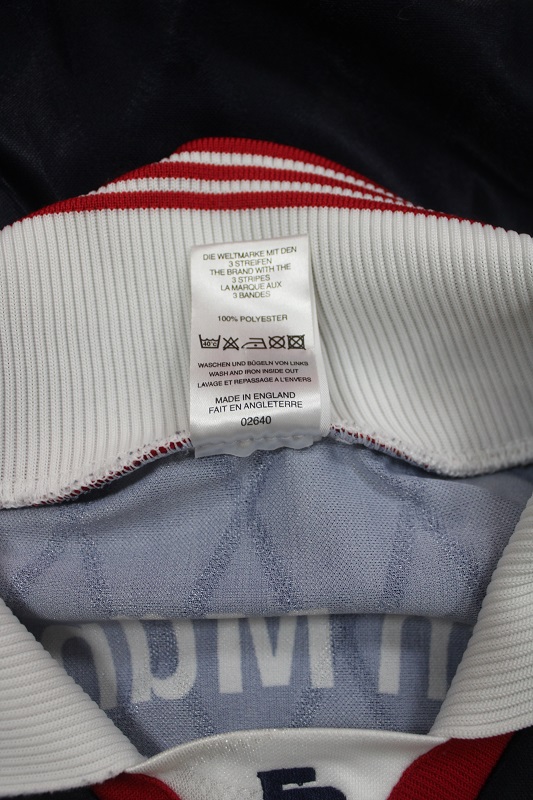 DIE WELTMARKE MIT DEN
3 STREIFEN
THE BRAND WITH THE
3 STRIPES
LA MARQUE AUX
3 BANDES
100% POLYESTER
40°C
WASCHEN UND BÜGELN VON LINKS
WASH AND IRON INSIDE OUT
LAVAGE ET REPASSAGE A L'ENVERS
MADE IN ENGLAND
FAIT EN ANGLETERRE
02640